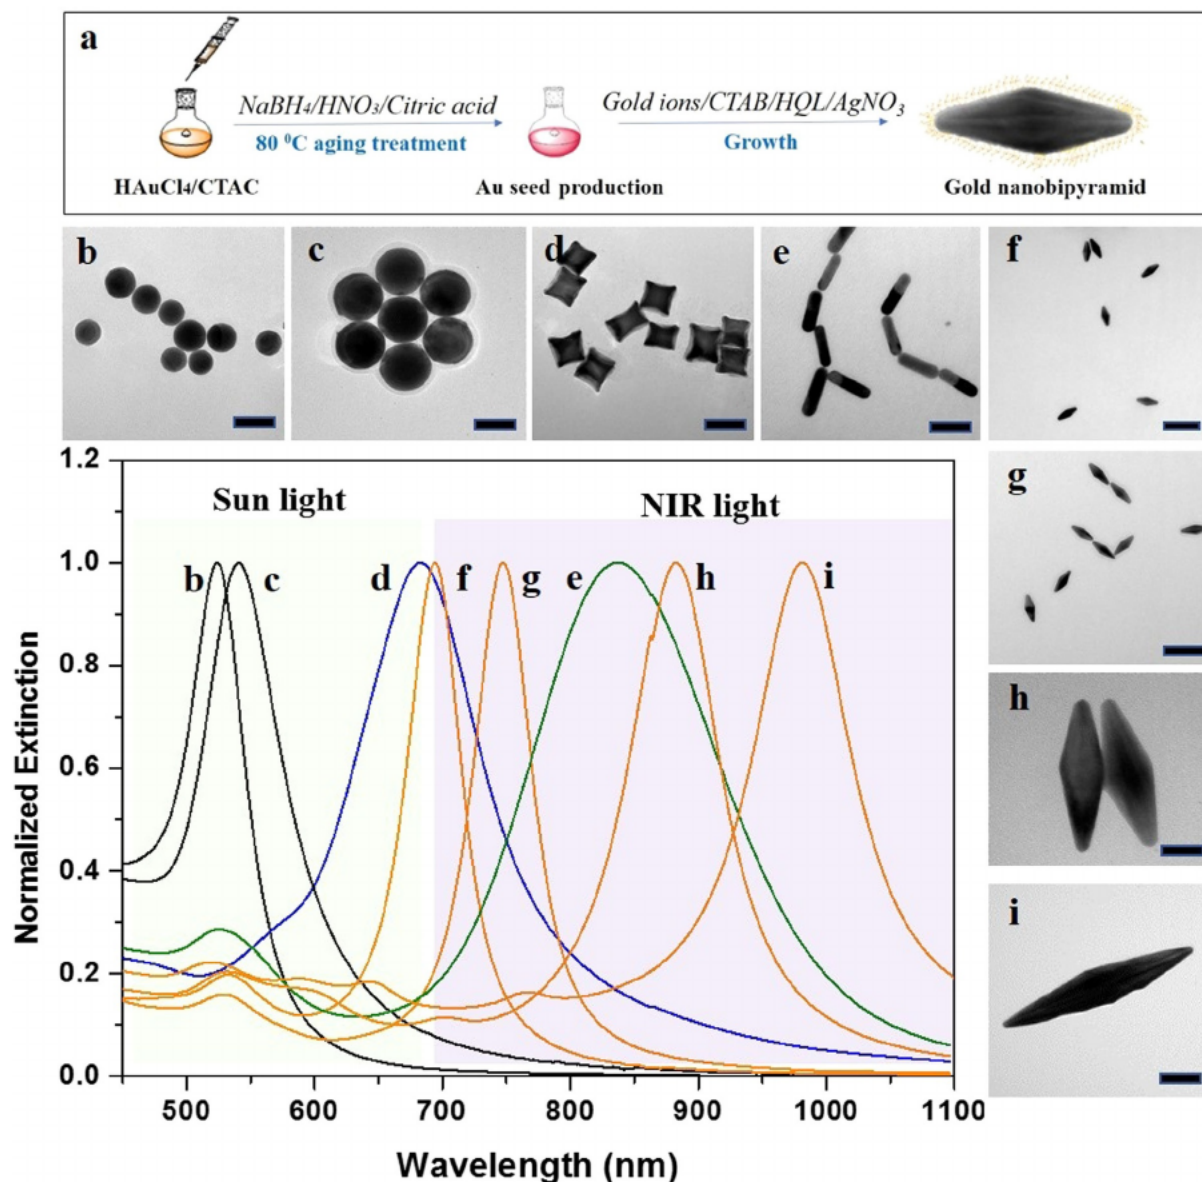 a
NaBH4/HNO3/Citric acid
80 ⁰C aging treatment
Gold ions/CTAB/HQL/AgNO3
Growth
HAuCl4/CTAC
Au seed production
Gold nanobipyramid
b
c
d
e
f
g
h
i
Sun light
NIR light
b
c
d
f
g
e
h
i
Normalized Extinction
1.2
1.0
0.8
0.6
0.4
0.2
0.0
500
600
700
800
900
1000
1100
Wavelength (nm)